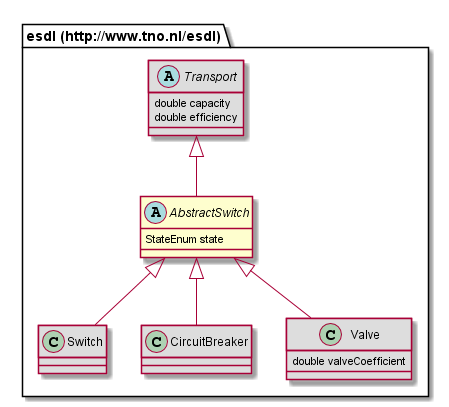 esdl (http://www.tno.nl/esdl)
A Transport
double capacity
double efficiency
A AbstractSwitch
StateEnum state
C Switch
C CircuitBreaker
C Valve
double valveCoefficient